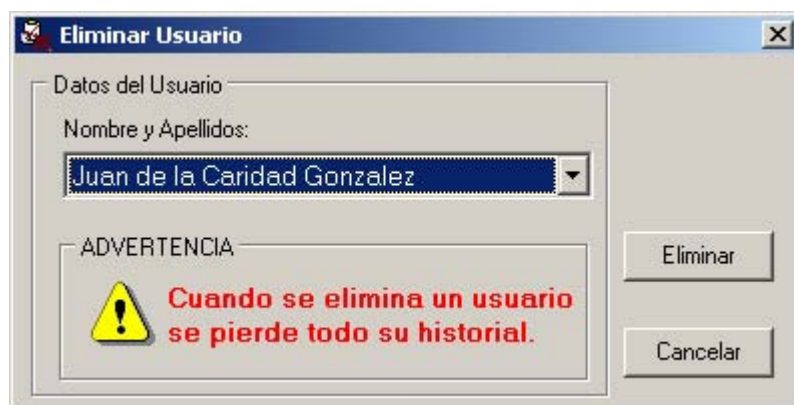 Eliminar Usuario
Datos del Usuario
Nombre y Apellidos:
Juan de la Caridad Gonzalez
ADVERTENCIA
Cuando se elimina un usuario
se pierde todo su historial.
Eliminar
Cancelar